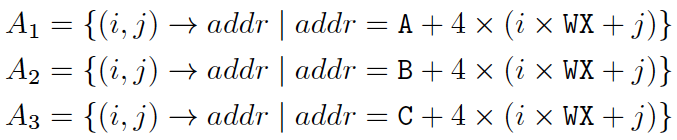 A₁ = {(i, j) → addr | addr = A + 4 × (i × WX + j)}
A₂ = {(i, j) → addr | addr = B + 4 × (i × WX + j)}
A₃ = {(i, j) → addr | addr = C + 4 × (i × WX + j)}